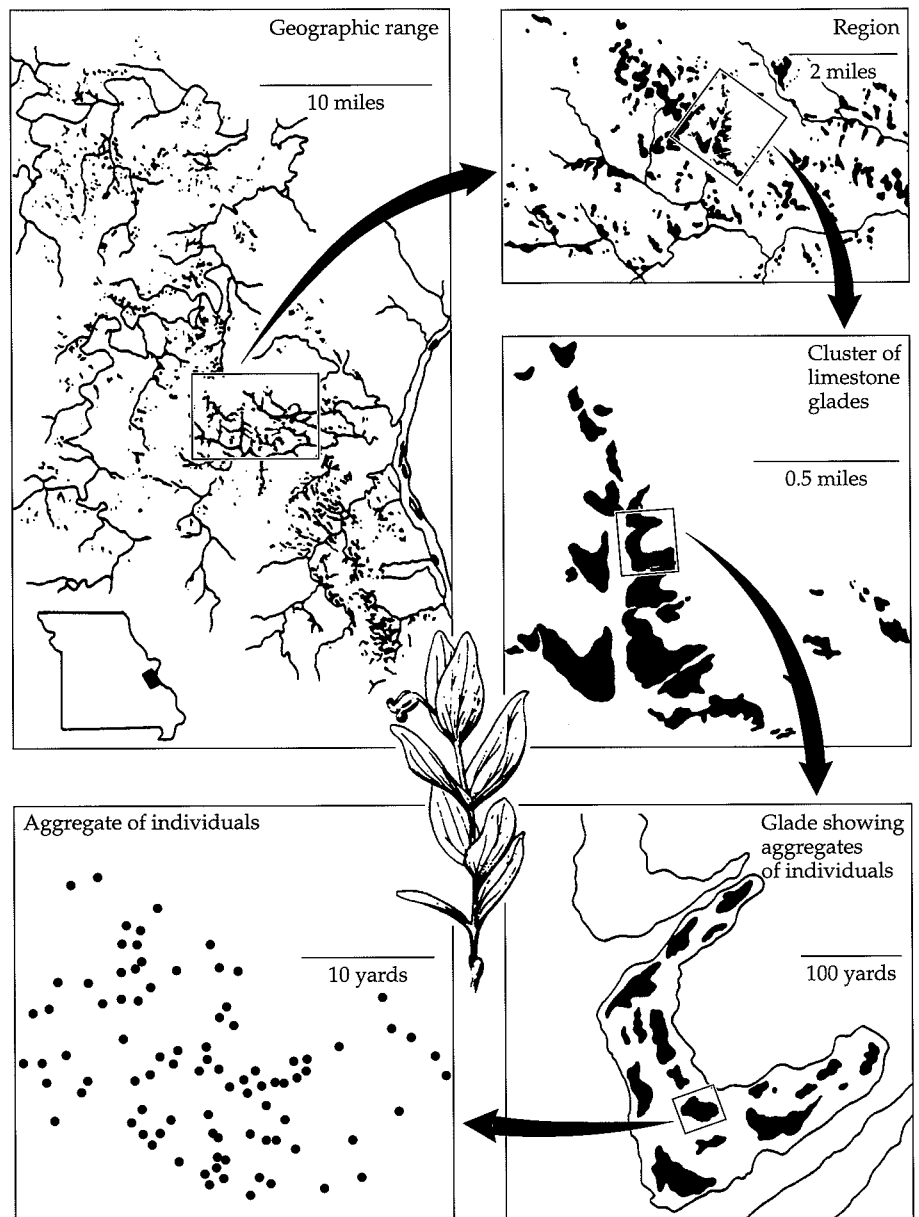 Geographic range
10 miles
Region
2 miles
Cluster of
limestone
glades
0.5 miles
Aggregate of individuals
10 yards
Glade showing
aggregates
of individuals
100 yards